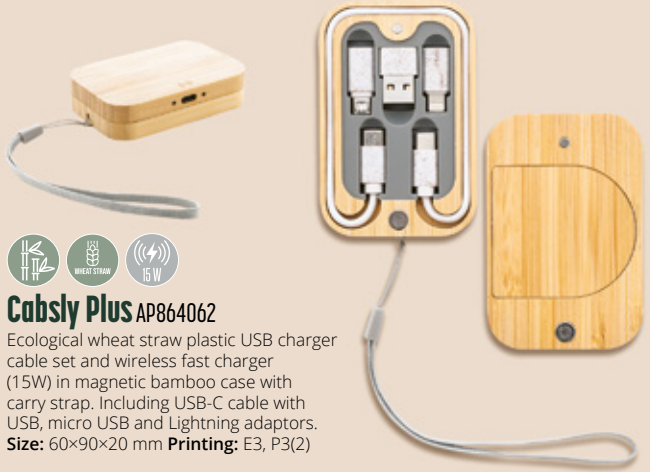 WHEAT STRAW
15 W
Cabsly Plus AP864062
Ecological wheat straw plastic USB charger
cable set and wireless fast charger
(15W) in magnetic bamboo case with
carry strap. Including USB-C cable with
USB, micro USB and Lightning adaptors.
Size: 60×90×20 mm Printing: E3, P3(2)